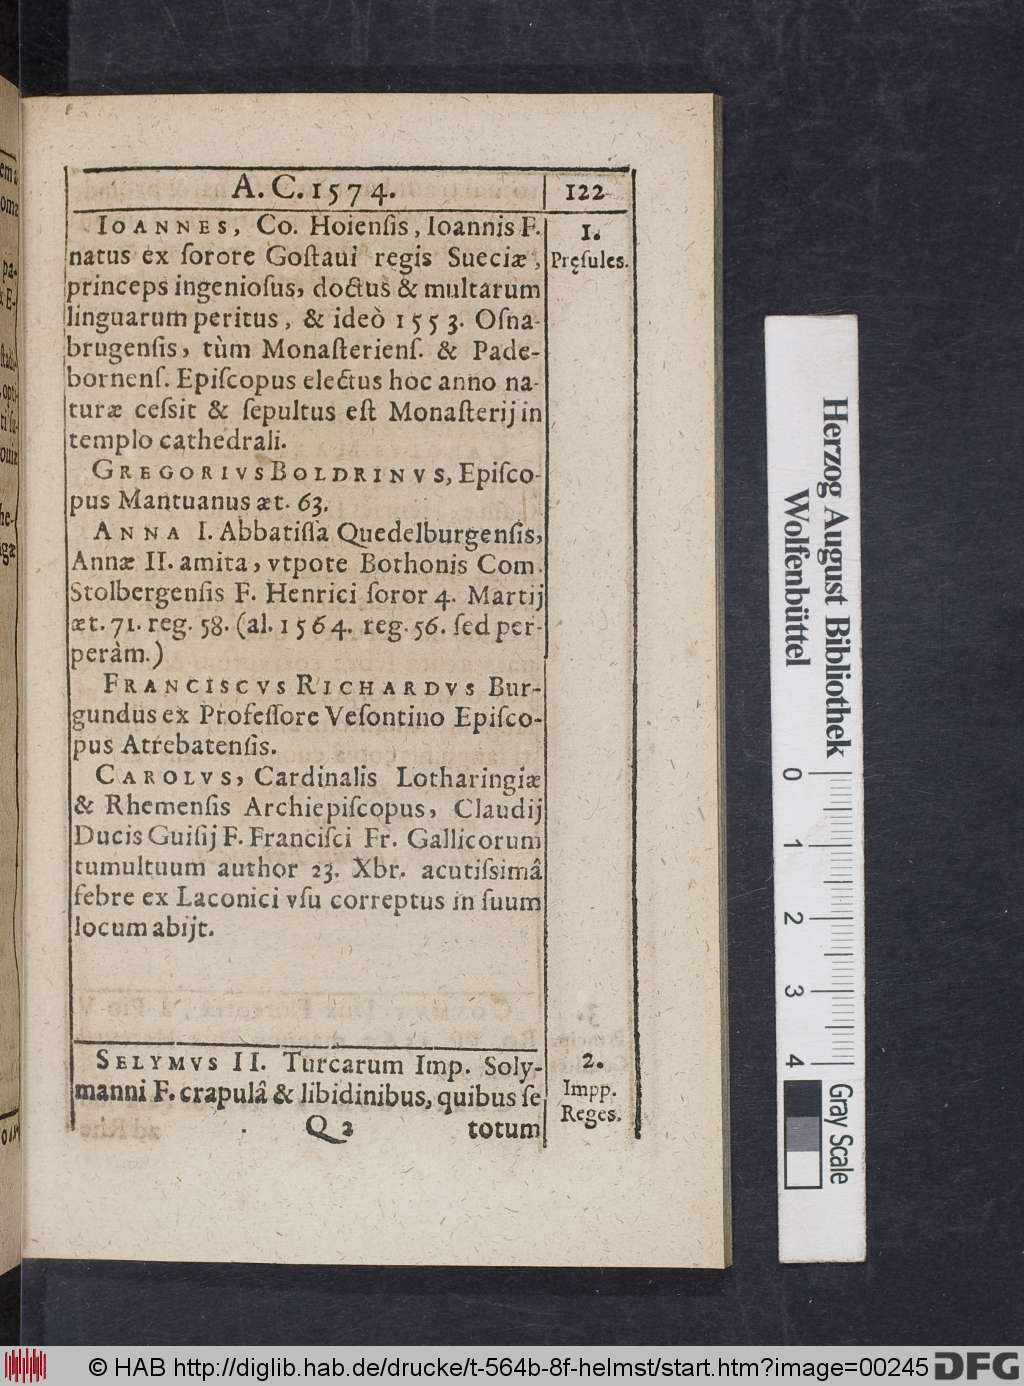 A. C. 1574.
122
IOANNES, Co. Hoienſis, Ioannis F.
natus ex ſorore Goſtaui regis Sueciæ,
princeps ingenioſus, doctus & multarum
linguarum peritus, & ideò 1553. Oſna-
brugenſis, tùm Monaſterienſ. & Pade-
bornenſ. Epiſcopus electus hoc anno na-
turæ ceſsit & ſepultus eſt Monaſterij in
templo cathedrali.
GREGORIVS BOLDRINVS, Epiſco-
pus Mantuanus æt. 63.
ANNA I. Abbatiſſa Quedelburgenſis,
Annæ II. amita, vtpote Bothonis Com.
Stolbergenſis F. Henrici ſoror 4. Martij
æt. 71. reg. 58. (al. 1564. reg. 56. ſed per-
peràm.)
FRANCISCVS RICHARDVS Bur-
gundus ex Profeſſore Veſontino Epiſco-
pus Atrebatenſis.
CAROLVS, Cardinalis Lotharingiæ
& Rhemenſis Archiepiſcopus, Claudij
Ducis Guiſij F. Franciſci Fr. Gallicorum
tumultuum author 23. Xbr. acutiſsimâ
febre ex Laconici vſu correptus in ſuum
locum abijt.
SELYMVS II. Turcarum Imp. Soly-
manni F. crapulâ & libidinibus, quibus ſe
Q 2
totum
1.
Pręſules.
2.
Impp.
Reges.
Herzog August Bibliothek
Wolfenbüttel
0 1 2 3 4
Gray Scale
© HAB http://diglib.hab.de/drucke/t-564b-8f-helmst/start.htm?image=00245
DFG